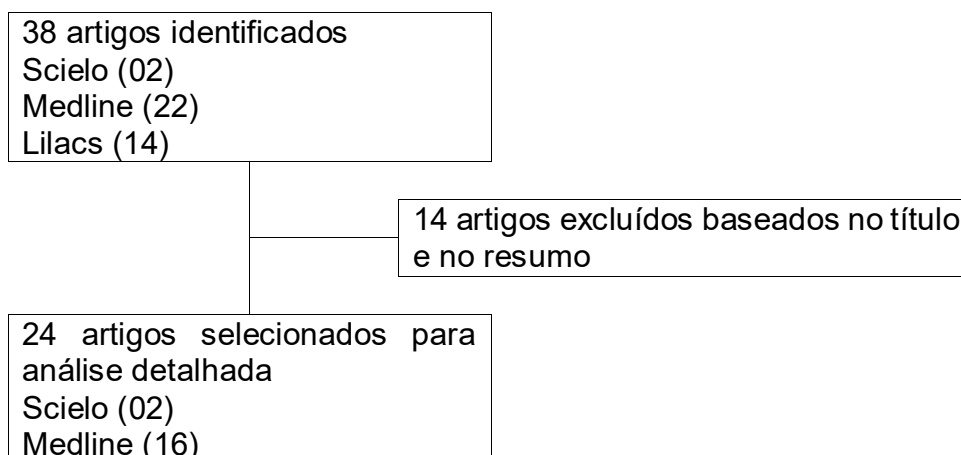 38 artigos identificados
Scielo (02)
Medline (22)
Lilacs (14)
14 artigos excluídos baseados no título
e no resumo
24 artigos selecionados para
análise detalhada
Scielo (02)
Medline (16)